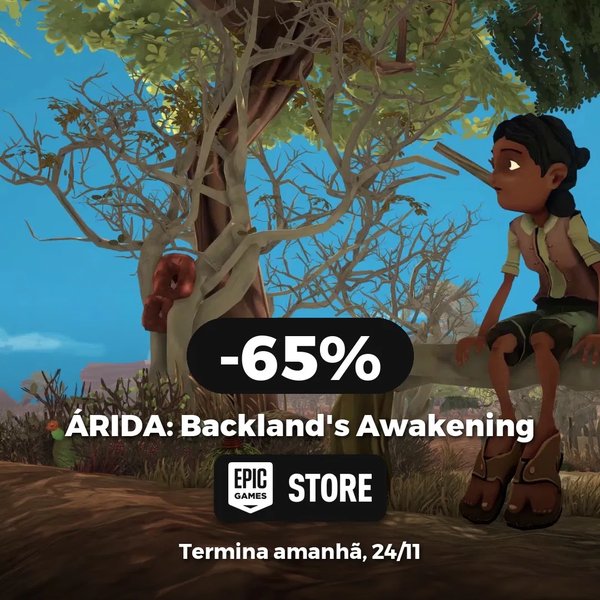 -65%
ÁRIDA: Backland's Awakening
EPIC
GAMES
STORE
Termina amanhã, 24/11